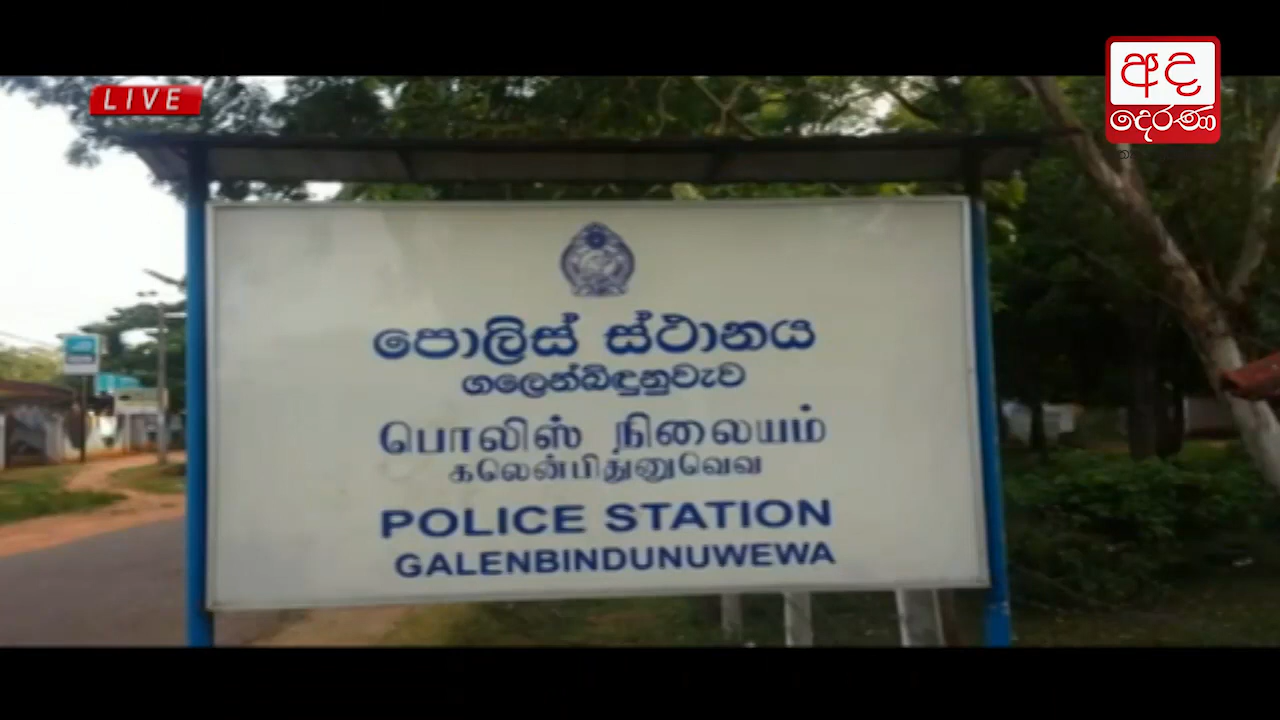 LIVE
අද
දෙරණ
පොලිස් ස්ථානය
ගලෙන්බිඳුනුවැව
பொலிஸ் நிலையம்
கலென்பிதுனுவெவ
POLICE STATION
GALENBINDUNUWEWA